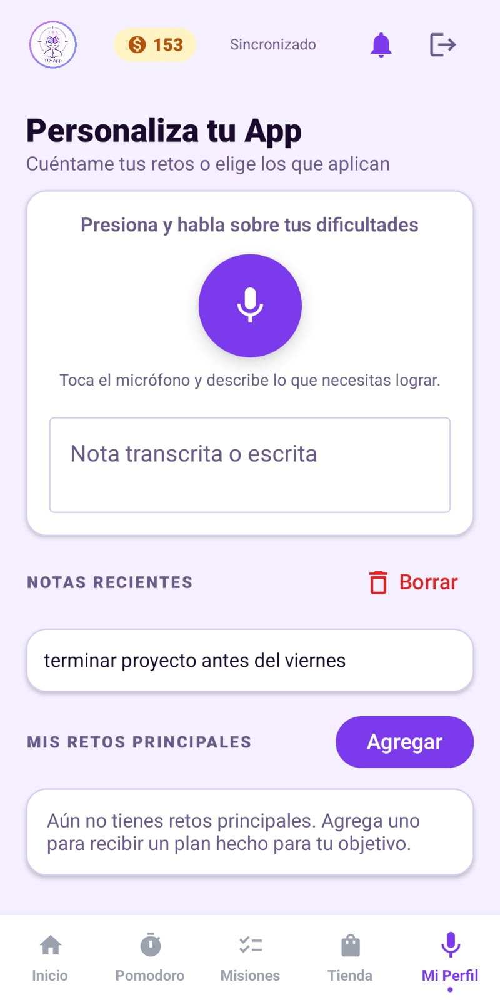 TD-App
153
Sincronizado
Personaliza tu App
Cuéntame tus retos o elige los que aplican
Presiona y habla sobre tus dificultades
Toca el micrófono y describe lo que necesitas lograr.
Nota transcrita o escrita
NOTAS RECIENTES
Borrar
terminar proyecto antes del viernes
MIS RETOS PRINCIPALES
Agregar
Aún no tienes retos principales. Agrega uno
para recibir un plan hecho para tu objetivo.
Inicio
Pomodoro
Misiones
Tienda
Mi Perfil